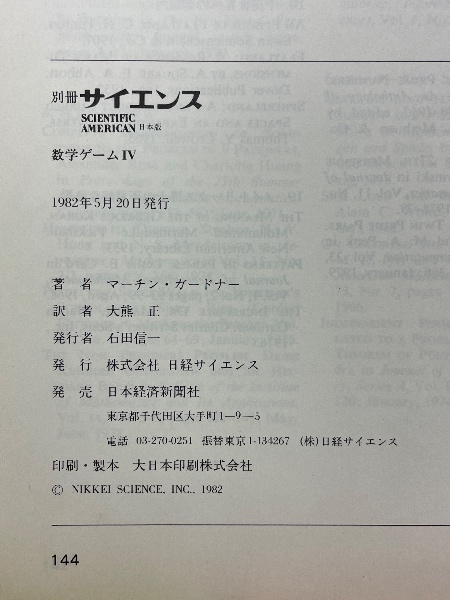 別冊 サイエンス
SCIENTIFIC
AMERICAN 日本版
数学ゲームIV
1982年5月20日発行
著者 マーチン・ガードナー
訳者 大熊 正
発行者 石田信一
発行 株式会社 日経サイエンス
発売 日本経済新聞社
東京都千代田区大手町1-9-5
電話 03-270-0251 振替東京1-134267 (株)日経サイエンス
印刷・製本 大日本印刷株式会社
© NIKKEI SCIENCE, INC., 1982
144